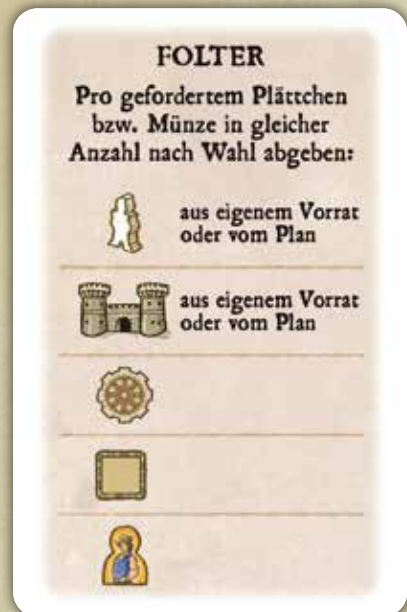 FOLTER
Pro gefordertem Plättchen
bzw. Münze in gleicher
Anzahl nach Wahl abgeben:
aus eigenem Vorrat
oder vom Plan
aus eigenem Vorrat
oder vom Plan